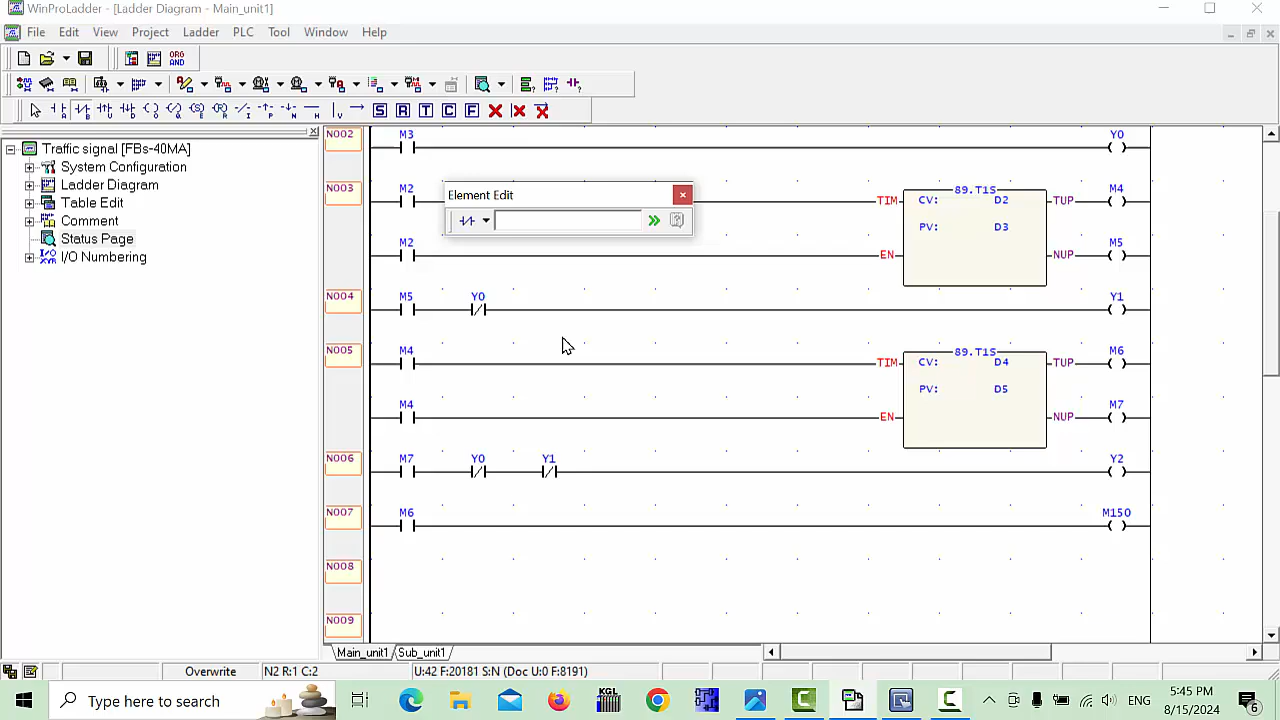 WinProLadder - [Ladder Diagram - Main_unit1]
File Edit View Project Ladder PLC Tool Window Help
ORG
AND
A B U D O Q S R I P N H V S R T C F
Traffic signal [FBs-40MA]
System Configuration
Ladder Diagram
Table Edit
Comment
Status Page
I/O Numbering
N002 M3 Y0
Element Edit
N003 M2 TIM 89.T1S CV: D2 TUP M4
PV: D3
M2 EN NUP M5
N004 M5 Y0 Y1
N005 M4 TIM 89.T1S CV: D4 TUP M6
PV: D5
M4 EN NUP M7
N006 M7 Y0 Y1 Y2
N007 M6 M150
N008
N009
Main_unit1 Sub_unit1
Overwrite N2 R:1 C:2 U:42 F:20181 S:N (Doc U:0 F:8191)
Type here to search KGL ENG 5:45 PM
8/15/2024 6